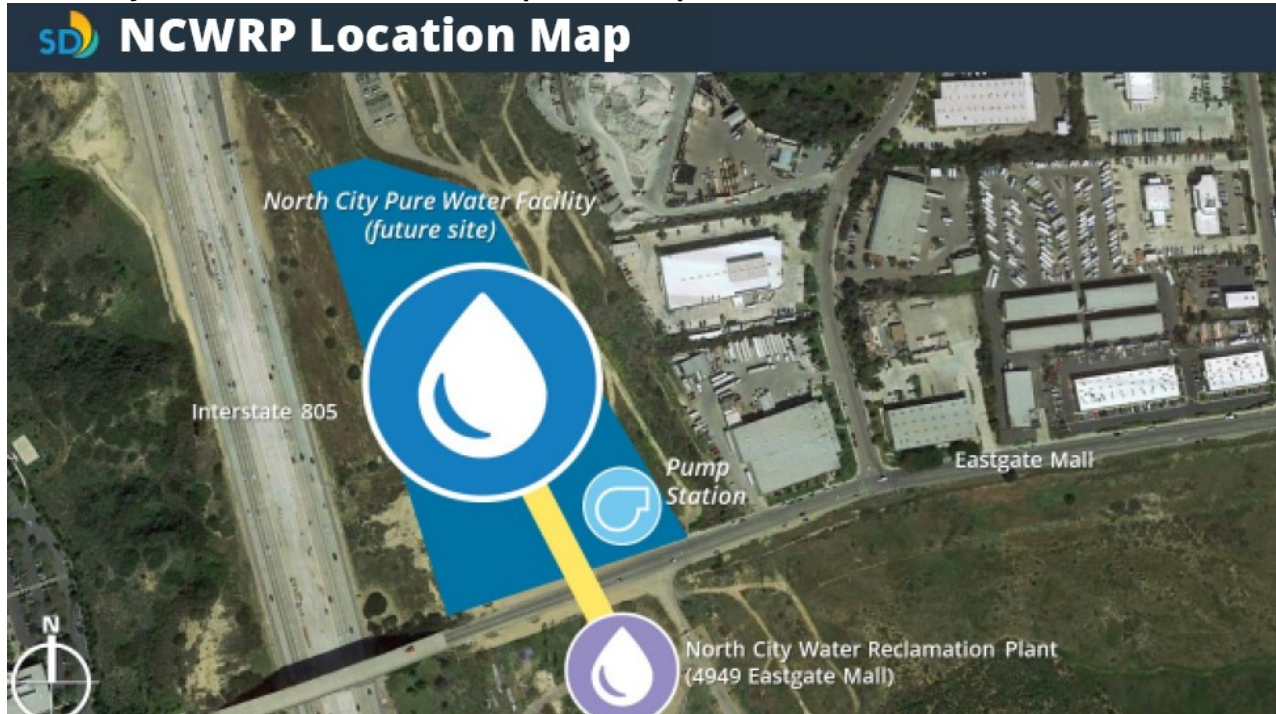 SD NCWRP Location Map
North City Pure Water Facility
(future site)
Interstate 805
Pump
Station
Eastgate Mall
N
North City Water Reclamation Plant
(4949 Eastgate Mall)